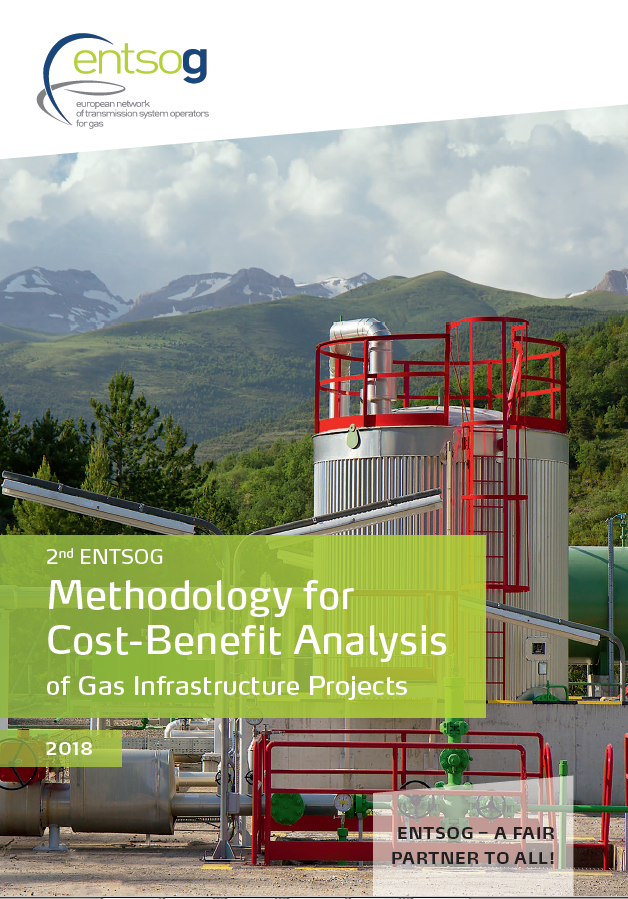 entsog
european network
of transmission system operators
for gas
2nd ENTSOG
Methodology for
Cost-Benefit Analysis
of Gas Infrastructure Projects
2018
ENTSOG – A FAIR
PARTNER TO ALL!